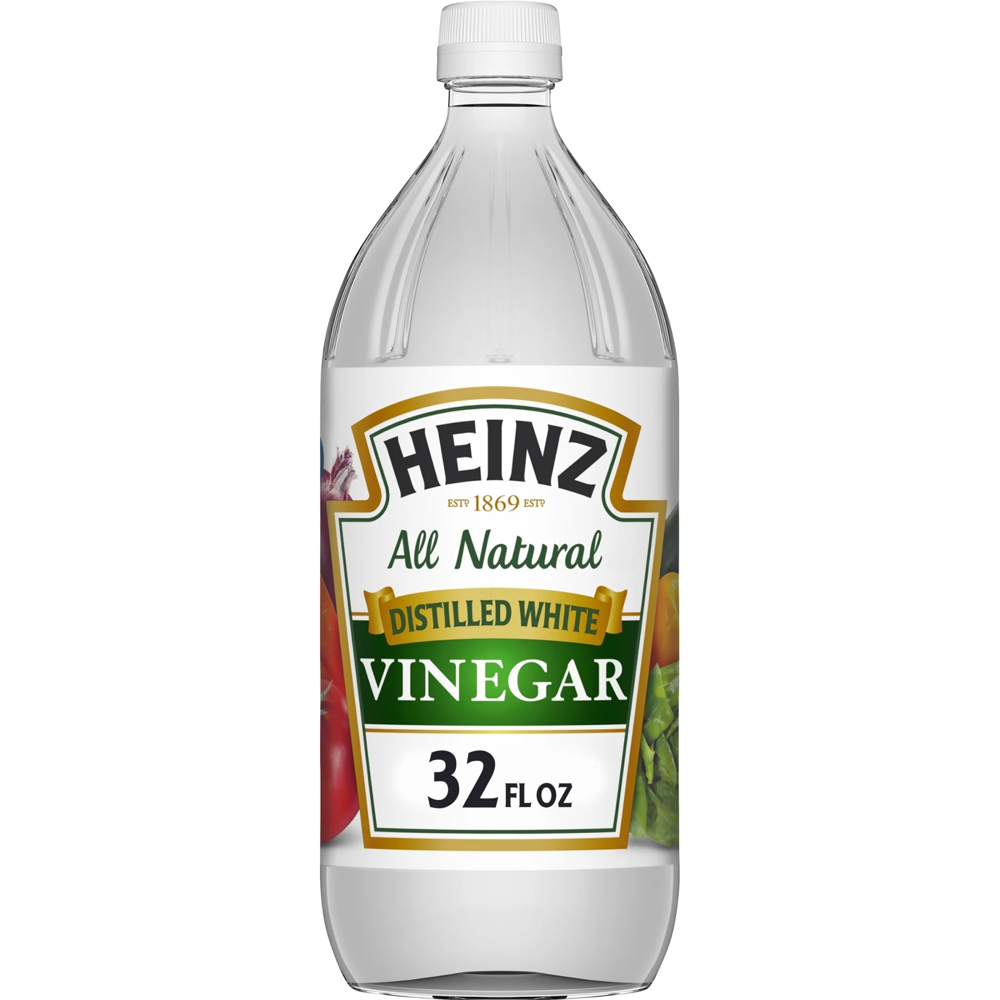 HEINZ
ESTD 1869 ESTD
All Natural
DISTILLED WHITE
VINEGAR
32 FL OZ